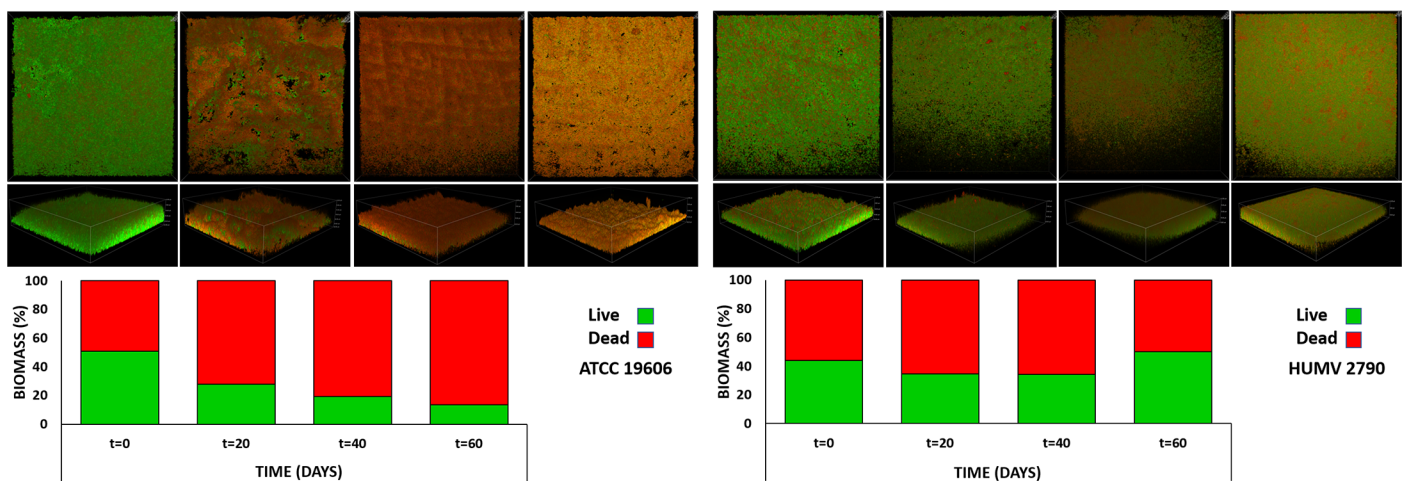 100
80
60
40
20
0
BIOMASS (%)
t=0 t=20 t=40 t=60
TIME (DAYS)
Live
Dead
ATCC 19606
100
80
60
40
20
0
BIOMASS (%)
t=0 t=20 t=40 t=60
TIME (DAYS)
Live
Dead
HUMV 2790